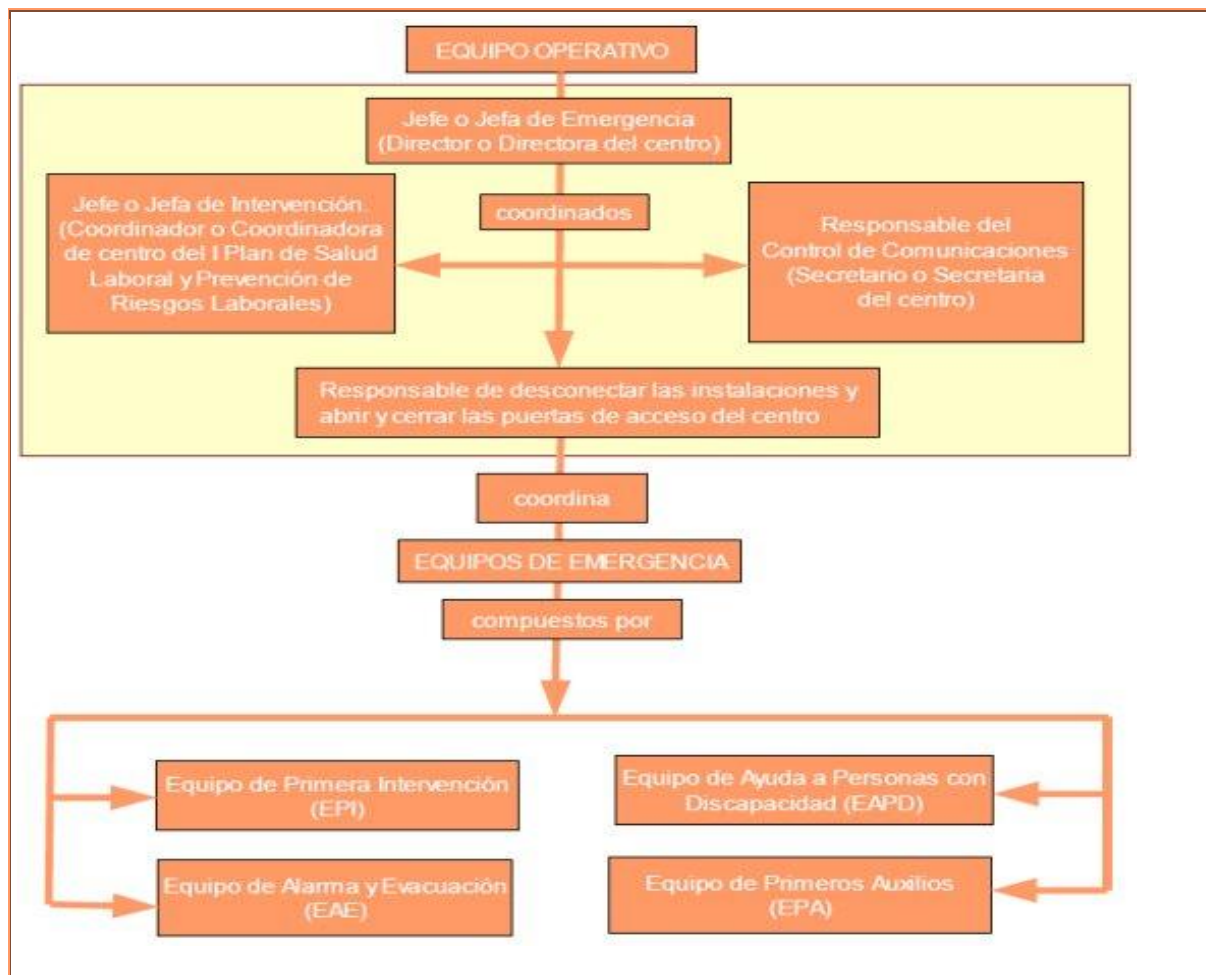 EQUIPO OPERATIVO
Jefe o Jefa de Emergencia
(Director o Directora del centro)
coordinados
Jefe o Jefa de Intervención.
(Coordinador o Coordinadora
de centro del I Plan de Salud
Laboral y Prevención de
Riesgos Laborales)
Responsable del
Control de Comunicaciones
(Secretario o Secretaria
del centro)
Responsable de desconectar las instalaciones y
abrir y cerrar las puertas de acceso del centro
coordina
EQUIPOS DE EMERGENCIA
compuestos por
Equipo de Primera Intervención
(EPI)
Equipo de Ayuda a Personas con
Discapacidad (EAPD)
Equipo de Alarma y Evacuación
(EAE)
Equipo de Primeros Auxilios
(EPA)